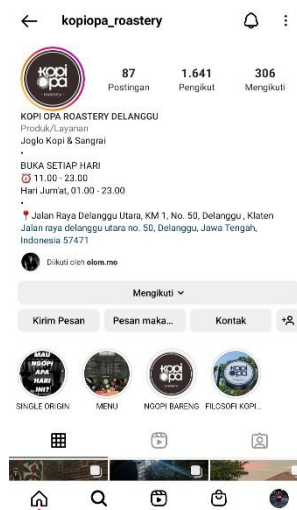 kopiopa_roastery
kopi
opa
87
Postingan
1.641
Pengikut
306
Mengikuti
KOPI OPA ROASTERY DELANGGU
Produk/Layanan
Joglo Kopi & Sangrai
•
BUKA SETIAP HARI
⏰ 11.00 - 23.00
Hari Jum'at, 01.00 - 23.00
•
📍Jalan Raya Delanggu Utara, KM 1, No. 50, Delanggu , Klaten
Jalan raya delanggu utara no. 50, Delanggu, Jawa Tengah,
Indonesia 57471
Diikuti oleh olom.mo
Mengikuti
Kirim Pesan
Pesan maka...
Kontak
MAU
NGOPI
APA
HARI
INI?
kopi
opa
kopi
opa
SINGLE ORIGIN
MENU
NGOPI BARENG
FILOSOFI KOPI...